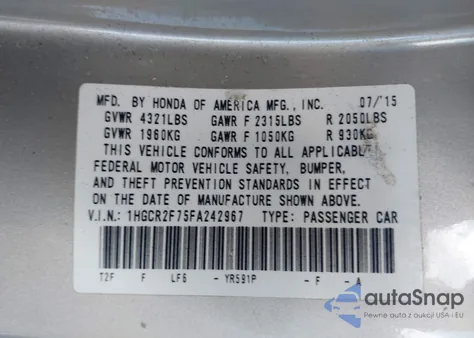 MFD. BY HONDA OF AMERICA MFG., INC. 07/'15
GVWR 4321LBS GAWR F 2315LBS R 2050LBS
GVWR 1960KG GAWR F 1050KG R 930KG
THIS VEHICLE CONFORMS TO ALL APPLICABLE
FEDERAL MOTOR VEHICLE SAFETY, BUMPER,
AND THEFT PREVENTION STANDARDS IN EFFECT
ON THE DATE OF MANUFACTURE SHOWN ABOVE.
V.I.N.: 1HGCR2F75FA242967 TYPE: PASSENGER CAR
T2F F LF6 - YR591P - F - A
autoSnap
Pewne auta z aukcji USA i EU